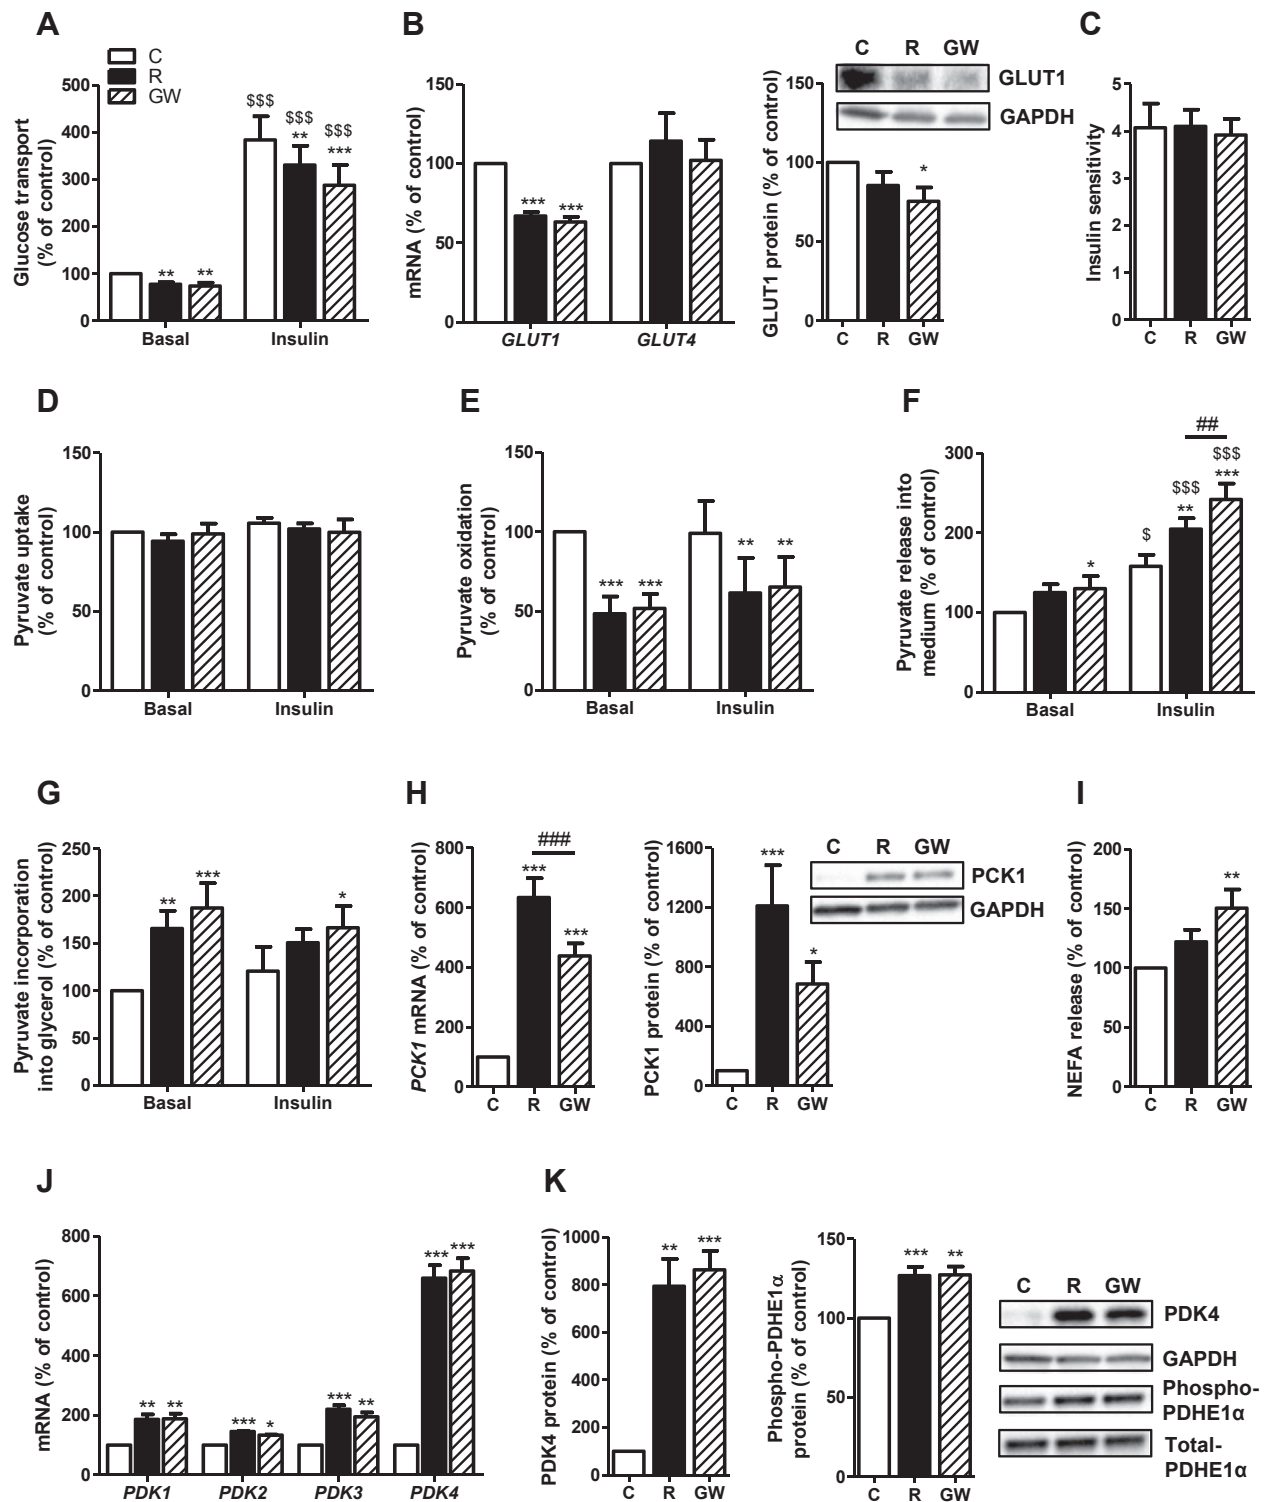 A
C
R
GW
Glucose transport
(% of control)
500
400
300
200
100
0
$$$
$$$
**
$$$
***
**
**
Basal
Insulin
B
mRNA (% of control)
150
100
50
0
***
***
GLUT1
GLUT4
GLUT1 protein (% of control)
150
100
50
0
C R GW
GLUT1
GAPDH
*
C R GW
C
Insulin sensitivity
5
4
3
2
1
0
C R GW
D
Pyruvate uptake
(% of control)
150
100
50
0
Basal
Insulin
E
Pyruvate oxidation
(% of control)
150
100
50
0
***
***
**
**
Basal
Insulin
F
Pyruvate release into
medium (% of control)
300
200
100
0
##
*
$
$$$
**
$$$
***
Basal
Insulin
G
Pyruvate incorporation
into glycerol (% of control)
250
200
150
100
50
0
**
***
*
Basal
Insulin
H
PCK1 mRNA (% of control)
800
600
400
200
0
###
***
***
C R GW
PCK1 protein (% of control)
1600
1200
800
400
0
***
*
C R GW
C R GW
PCK1
GAPDH
I
NEFA release (% of control)
200
150
100
50
0
**
C R GW
J
mRNA (% of control)
800
600
400
200
0
**
**
***
*
***
**
***
***
PDK1
PDK2
PDK3
PDK4
K
PDK4 protein (% of control)
1000
800
600
400
200
0
**
***
C R GW
Phospho-PDHE1α
protein (% of control)
150
100
50
0
***
**
C R GW
C R GW
PDK4
GAPDH
Phospho-
PDHE1α
Total-
PDHE1α